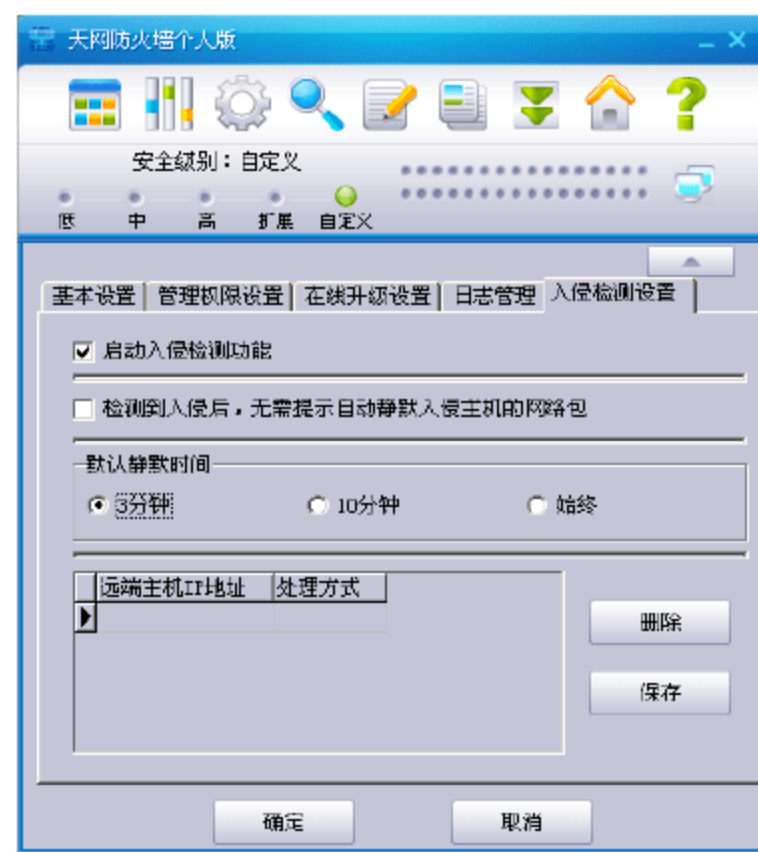 天网防火墙个人版
安全级别：自定义
低 中 高 扩展 自定义
基本设置 管理权限设置 在线升级设置 日志管理 入侵检测设置
启动入侵检测功能
检测到入侵后，无需提示自动静默入侵主机的网络包
默认静默时间
3分钟 10分钟 始终
远端主机IP地址 处理方式
删除
保存
确定 取消